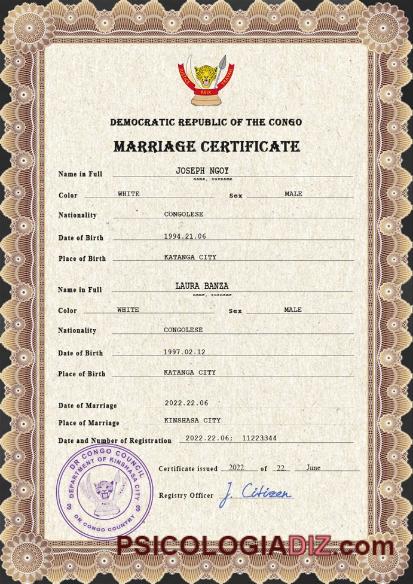 DEMOCRATIC REPUBLIC OF THE CONGO
MARRIAGE CERTIFICATE
Name in Full JOSEPH NGOY
NAME, SURNAME
Color WHITE Sex MALE
Nationality CONGOLESE
Date of Birth 1994.21.06
Place of Birth KATANGA CITY
Name in Full LAURA BANZA
NAME, SURNAME
Color WHITE Sex MALE
Nationality CONGOLESE
Date of Birth 1997.02.12
Place of Birth KATANGA CITY
Date of Marriage 2022.22.06
Place of Marriage KINSHASA CITY
Date and Number of Registration 2022.22.06; 11223344
Certificate issued 2022 of 22 June
Registry Officer J. Citizen
DR CONGO COUNCIL
DEPARTMENT OF KINSHASA CITY
DR CONGO COUNTRY
PSICOLOGIADIZ.com